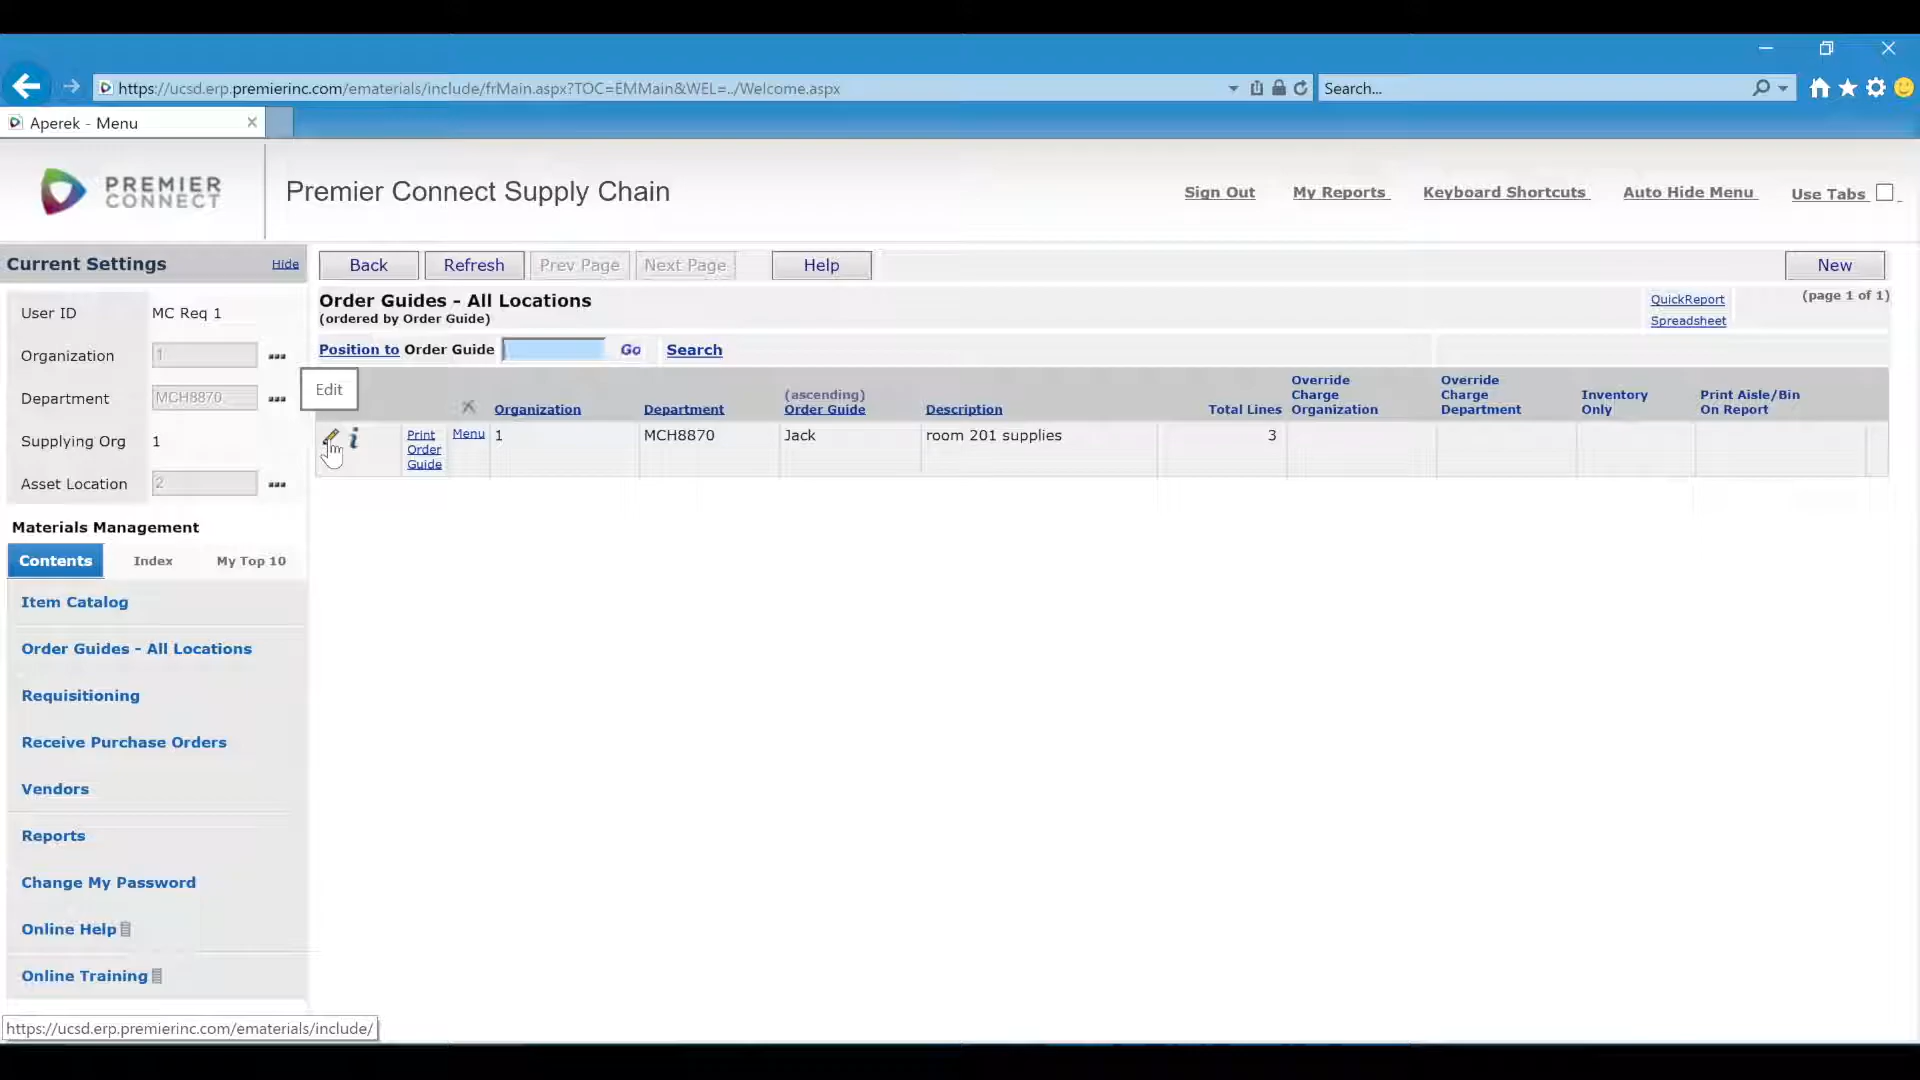 https://ucsd.erp.premierinc.com/ematerials/include/frMain.aspx?TOC=EMMain&WEL=../Welcome.aspx
Search...
Aperek - Menu
PREMIER
CONNECT
Premier Connect Supply Chain
Sign Out
My Reports
Keyboard Shortcuts
Auto Hide Menu
Use Tabs
Current Settings
Hide
User ID MC Req 1
Organization 1
Department MCH8870
Supplying Org 1
Asset Location 2
Materials Management
Contents Index My Top 10
Item Catalog
Order Guides - All Locations
Requisitioning
Receive Purchase Orders
Vendors
Reports
Change My Password
Online Help
Online Training
Back Refresh Prev Page Next Page Help New
Order Guides - All Locations
(ordered by Order Guide)
QuickReport
Spreadsheet
(page 1 of 1)
Position to Order Guide Go Search
Edit
Organization
Department
(ascending)
Order Guide
Description
Total Lines
Override
Charge
Organization
Override
Charge
Department
Inventory
Only
Print Aisle/Bin
On Report
Print
Order
Guide
Menu 1 MCH8870 Jack room 201 supplies 3
https://ucsd.erp.premierinc.com/ematerials/include/